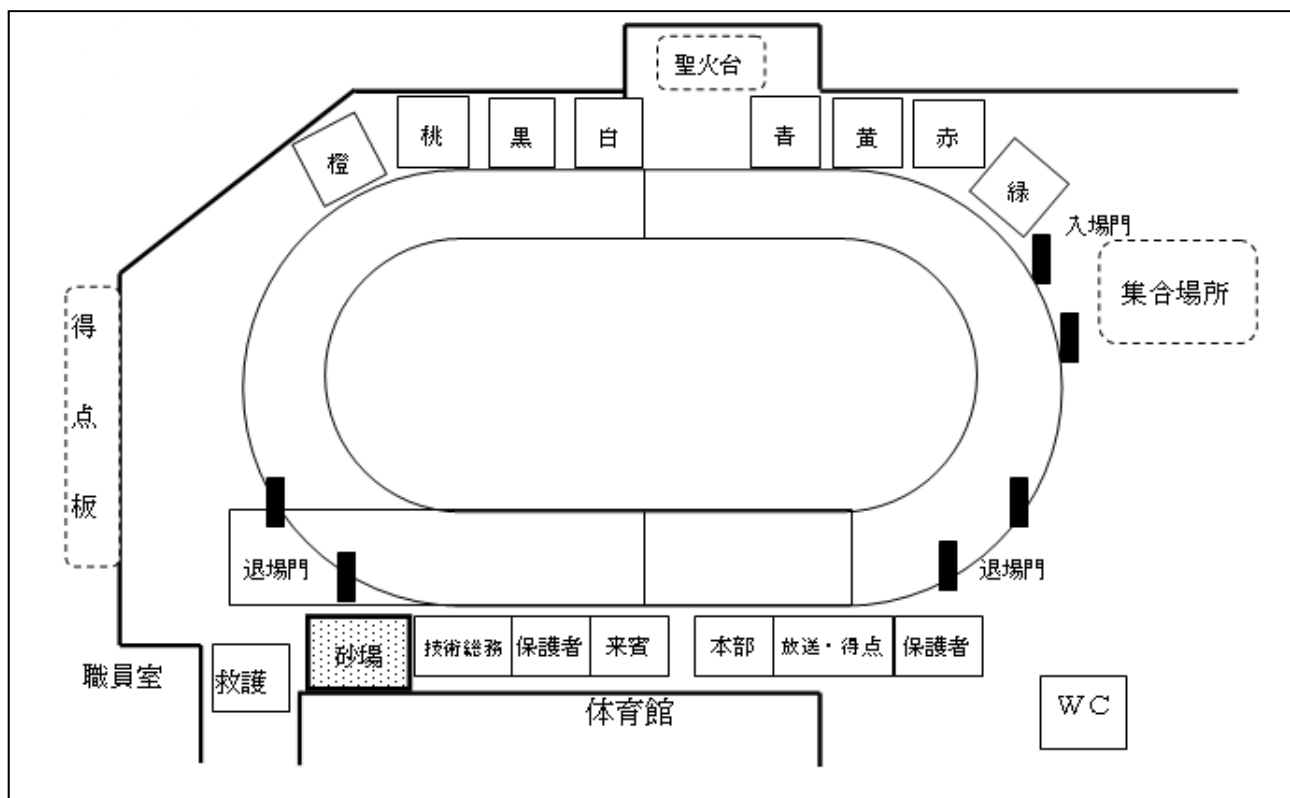 聖火台
橙
桃
黒
白
青
黄
赤
緑
入場門
集合場所
得点板
退場門
退場門
砂場
技術総務
保護者
来賓
本部
放送・得点
保護者
職員室
救護
体育館
ＷＣ